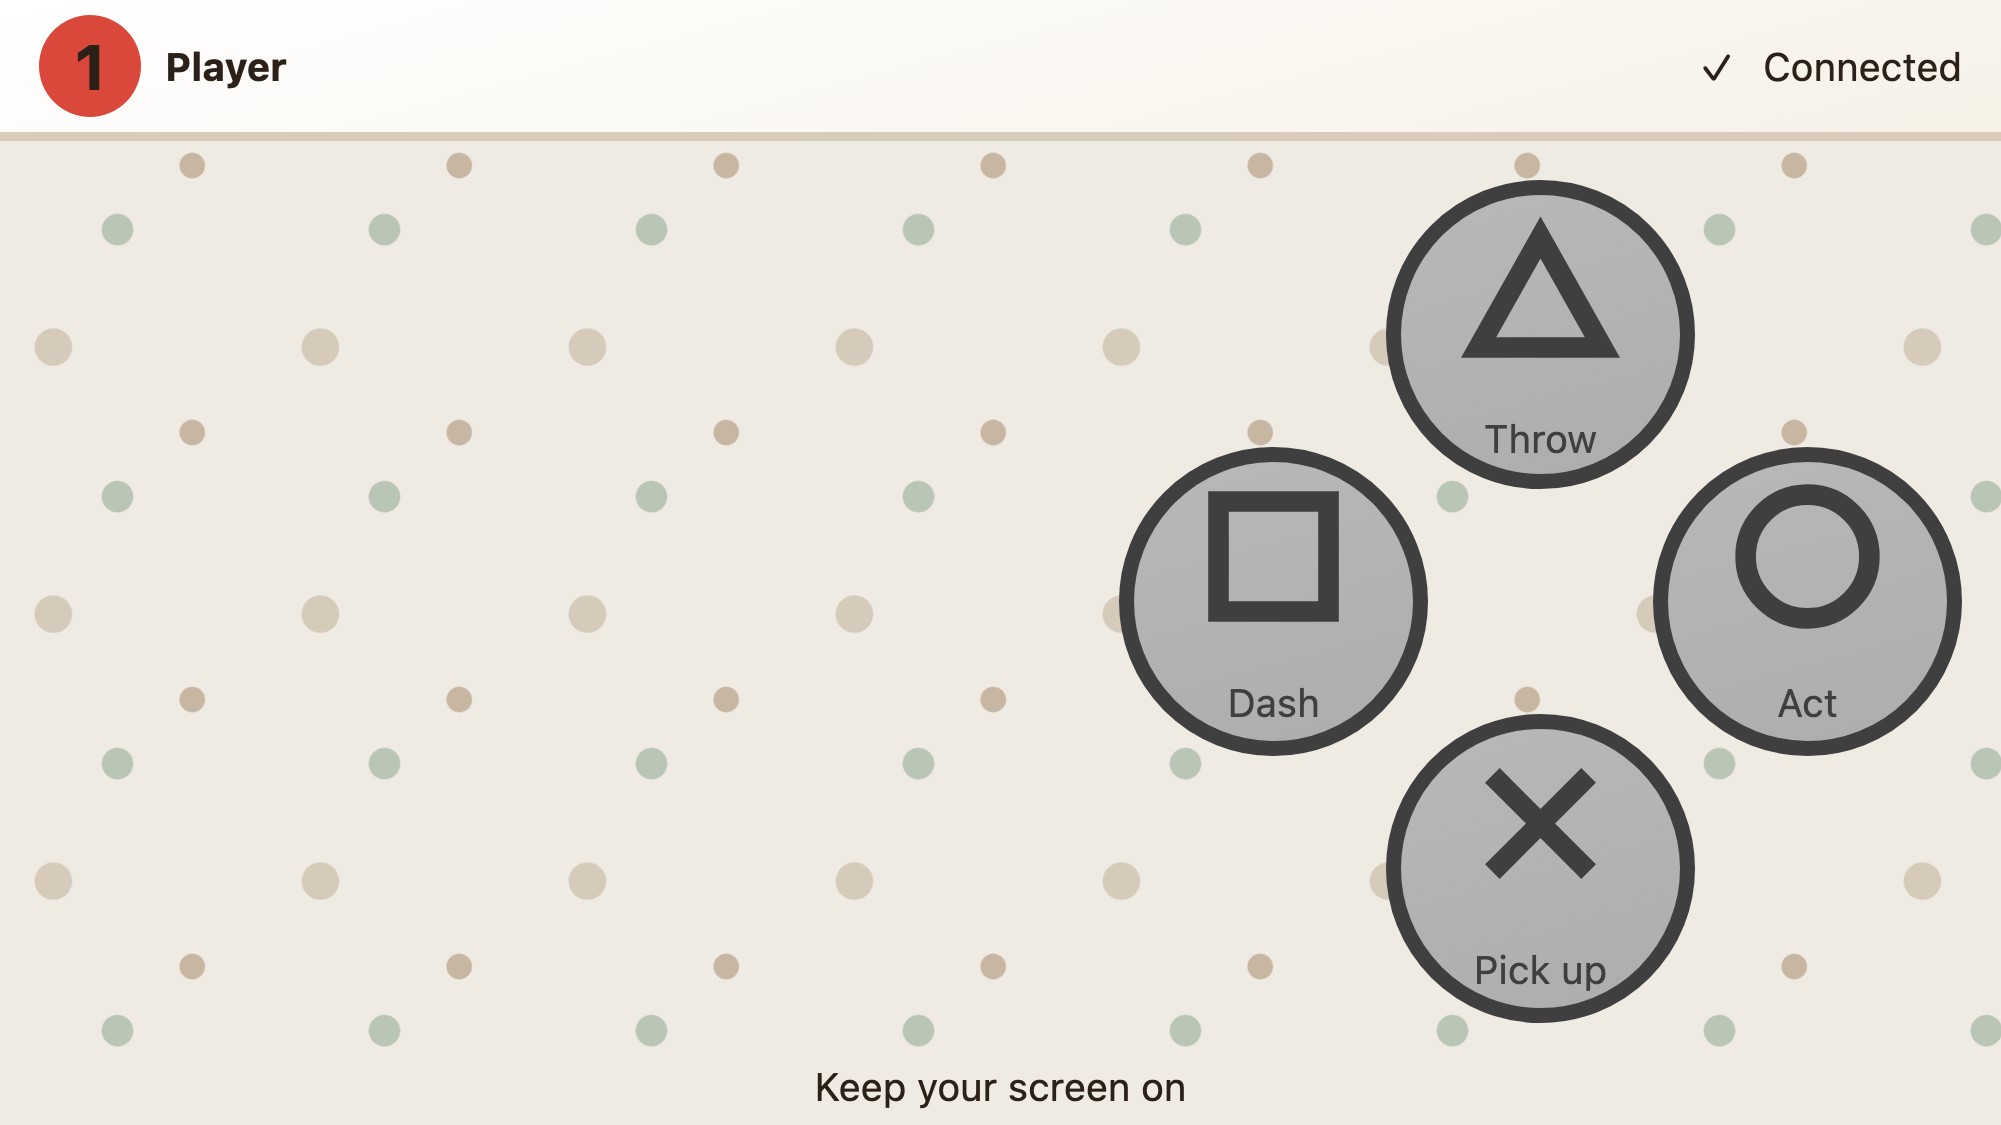 1 Player
✓ Connected
Throw
Dash
Act
Pick up
Keep your screen on